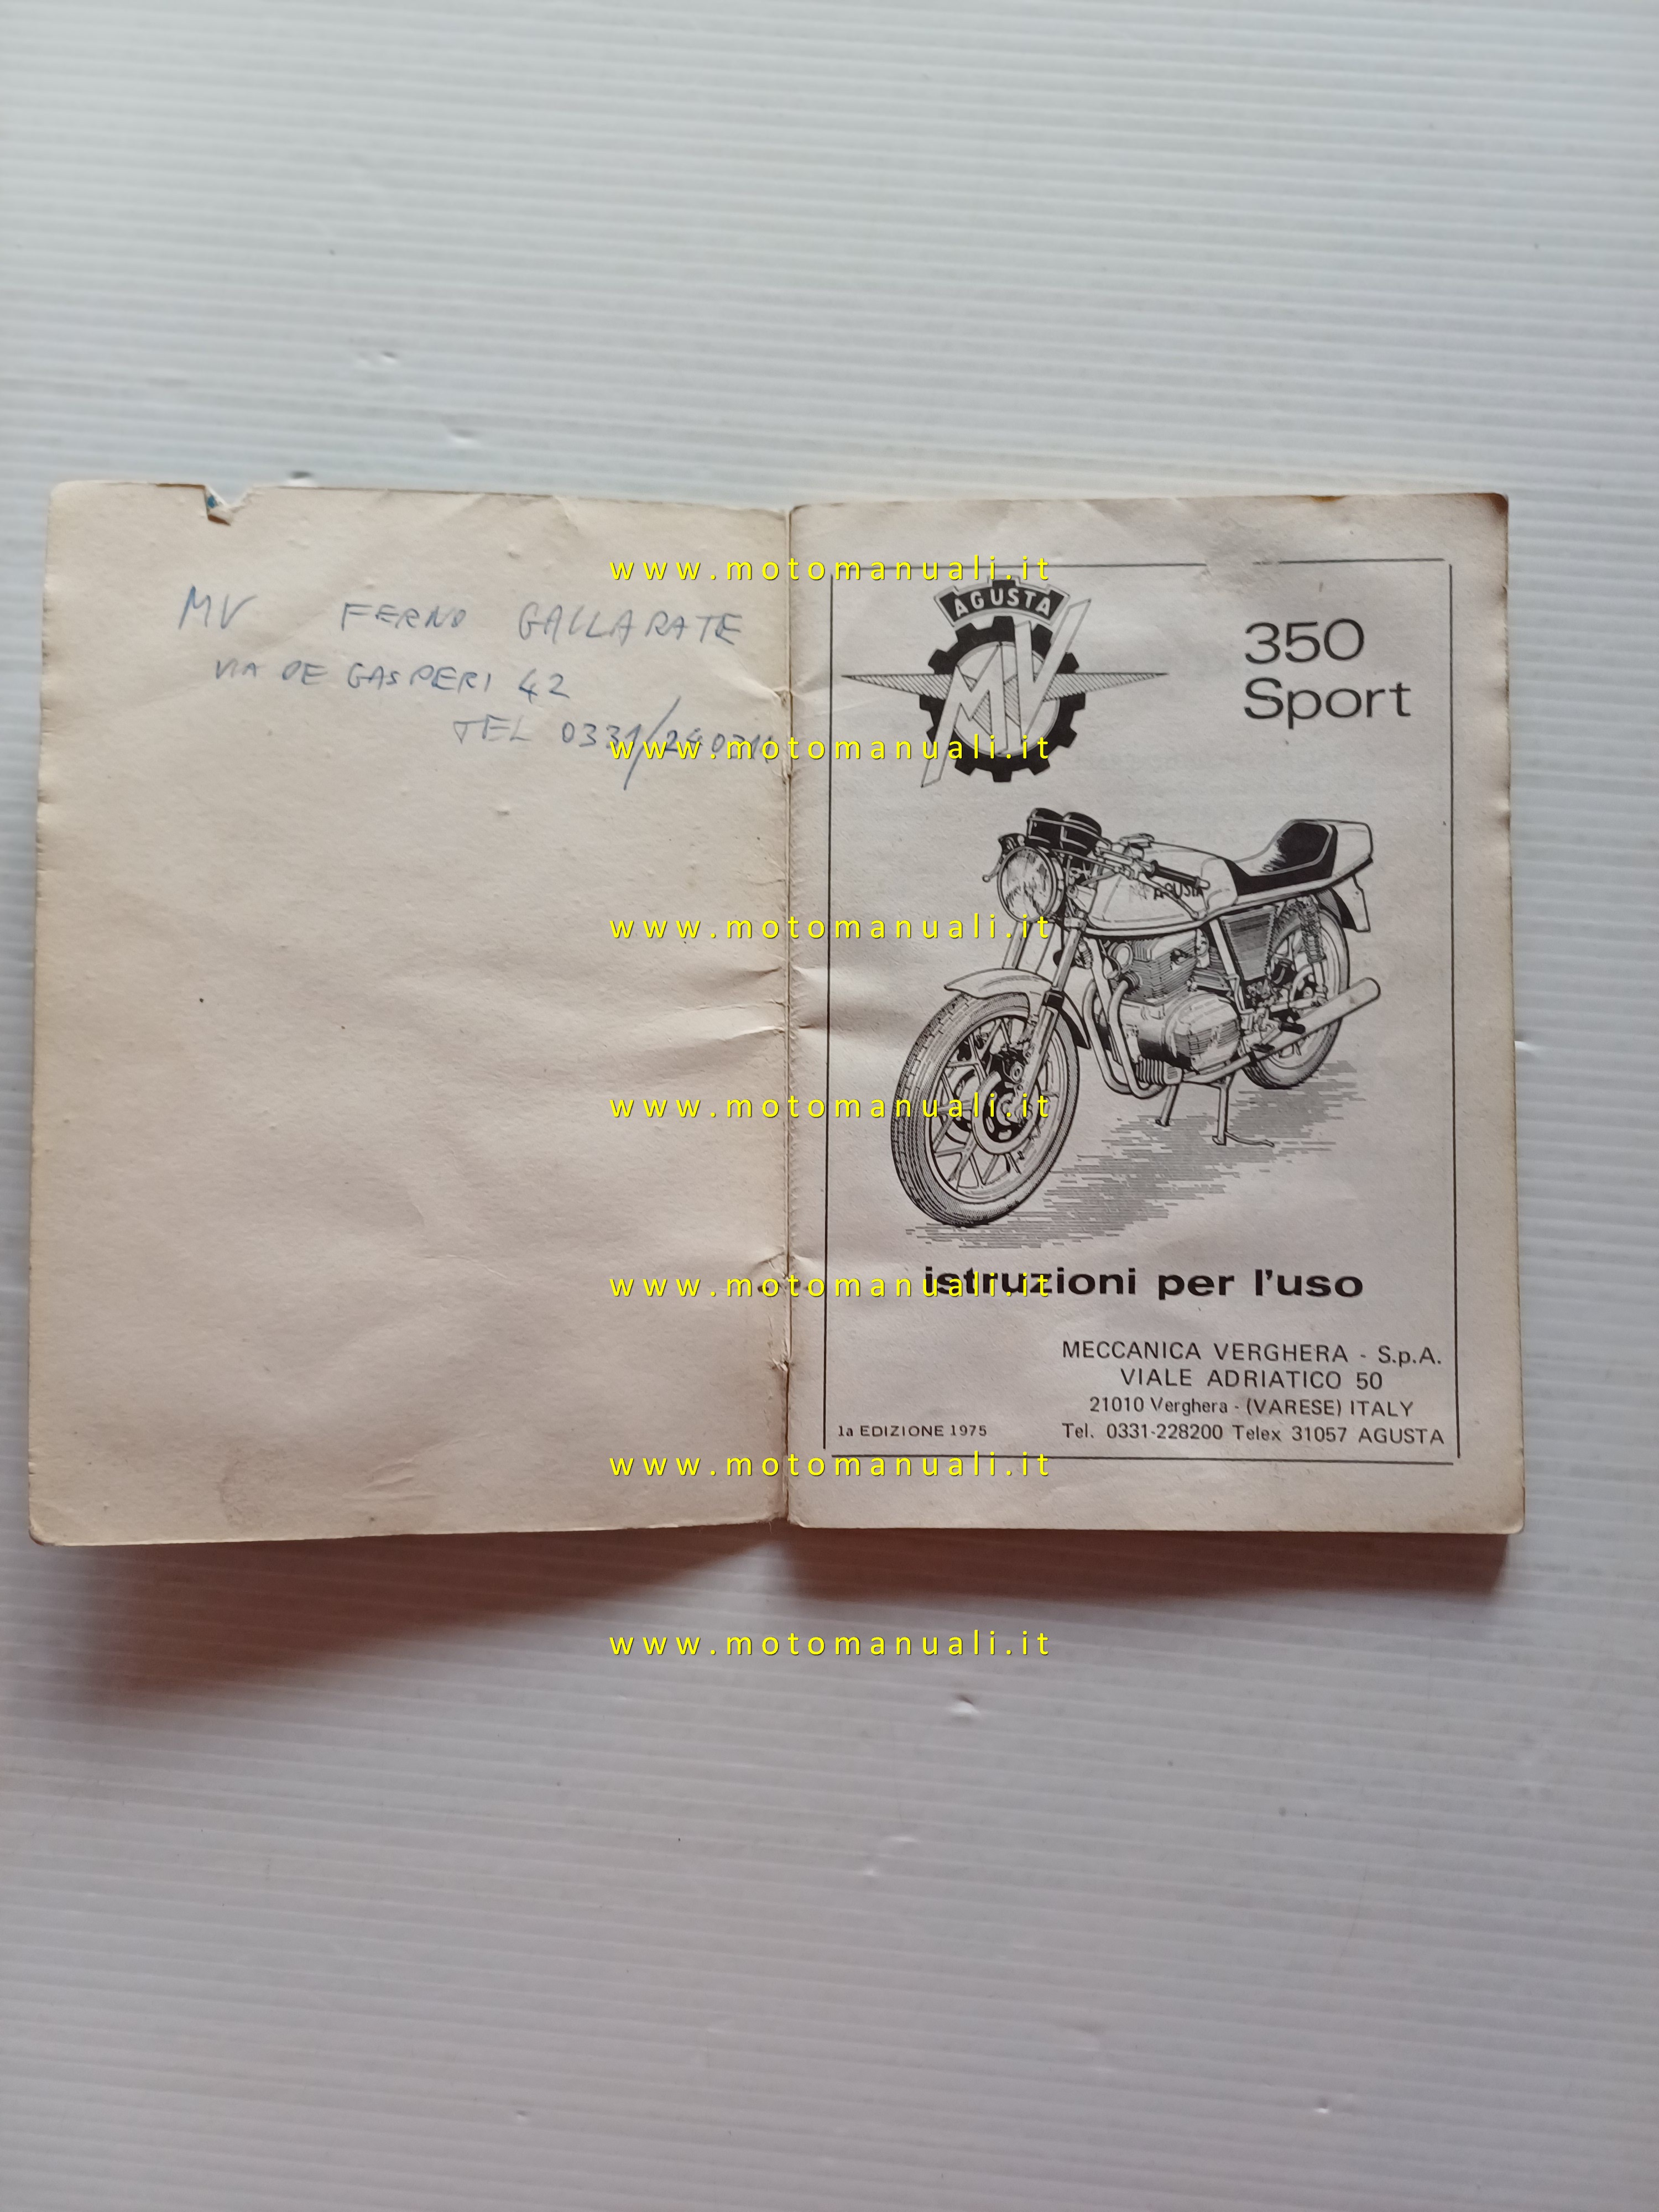 MV FERNO GALLARATE
VIA DE GASPERI 42
TEL 0331/
AGUSTA
MV
350
Sport
AGUSTA
istruzioni per l'uso
MECCANICA VERGHERA - S.p.A.
VIALE ADRIATICO 50
21010 Verghera - (VARESE) ITALY
1a EDIZIONE 1975
Tel. 0331-228200 Telex 31057 AGUSTA
www.motomanuali.it
www.motomanuali.it
www.motomanuali.it
www.motomanuali.it
www.motomanuali.it
www.motomanuali.it
www.motomanuali.it